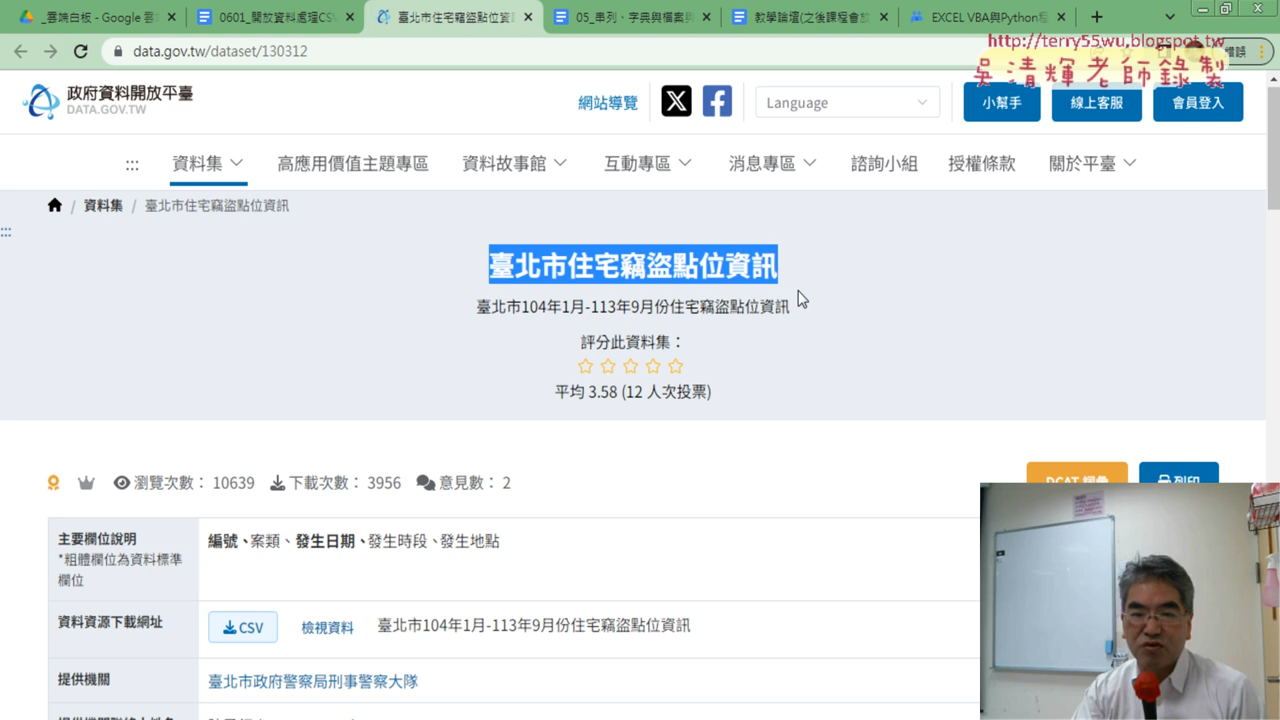 _雲端白板 - Google 雲
0601_開放資料處理CSV
臺北市住宅竊盜點位資訊
05_串列、字典與檔案與
教學論壇(之後課程會放
EXCEL VBA與Python程
data.gov.tw/dataset/130312
http://terry55wu.blogspot.tw
吳清輝老師錄製
錯誤
政府資料開放平臺
DATA.GOV.TW
網站導覽
Language
小幫手
線上客服
會員登入
資料集
高應用價值主題專區
資料故事館
互動專區
消息專區
諮詢小組
授權條款
關於平臺
/ 資料集 / 臺北市住宅竊盜點位資訊
臺北市住宅竊盜點位資訊
臺北市104年1月-113年9月份住宅竊盜點位資訊
評分此資料集：
平均 3.58 (12 人次投票)
瀏覽次數： 10639
下載次數： 3956
意見數： 2
DCAT 詞彙
列印
主要欄位說明
*粗體欄位為資料標準欄位
編號、案類、發生日期、發生時段、發生地點
資料資源下載網址
CSV
檢視資料
臺北市104年1月-113年9月份住宅竊盜點位資訊
提供機關
臺北市政府警察局刑事警察大隊